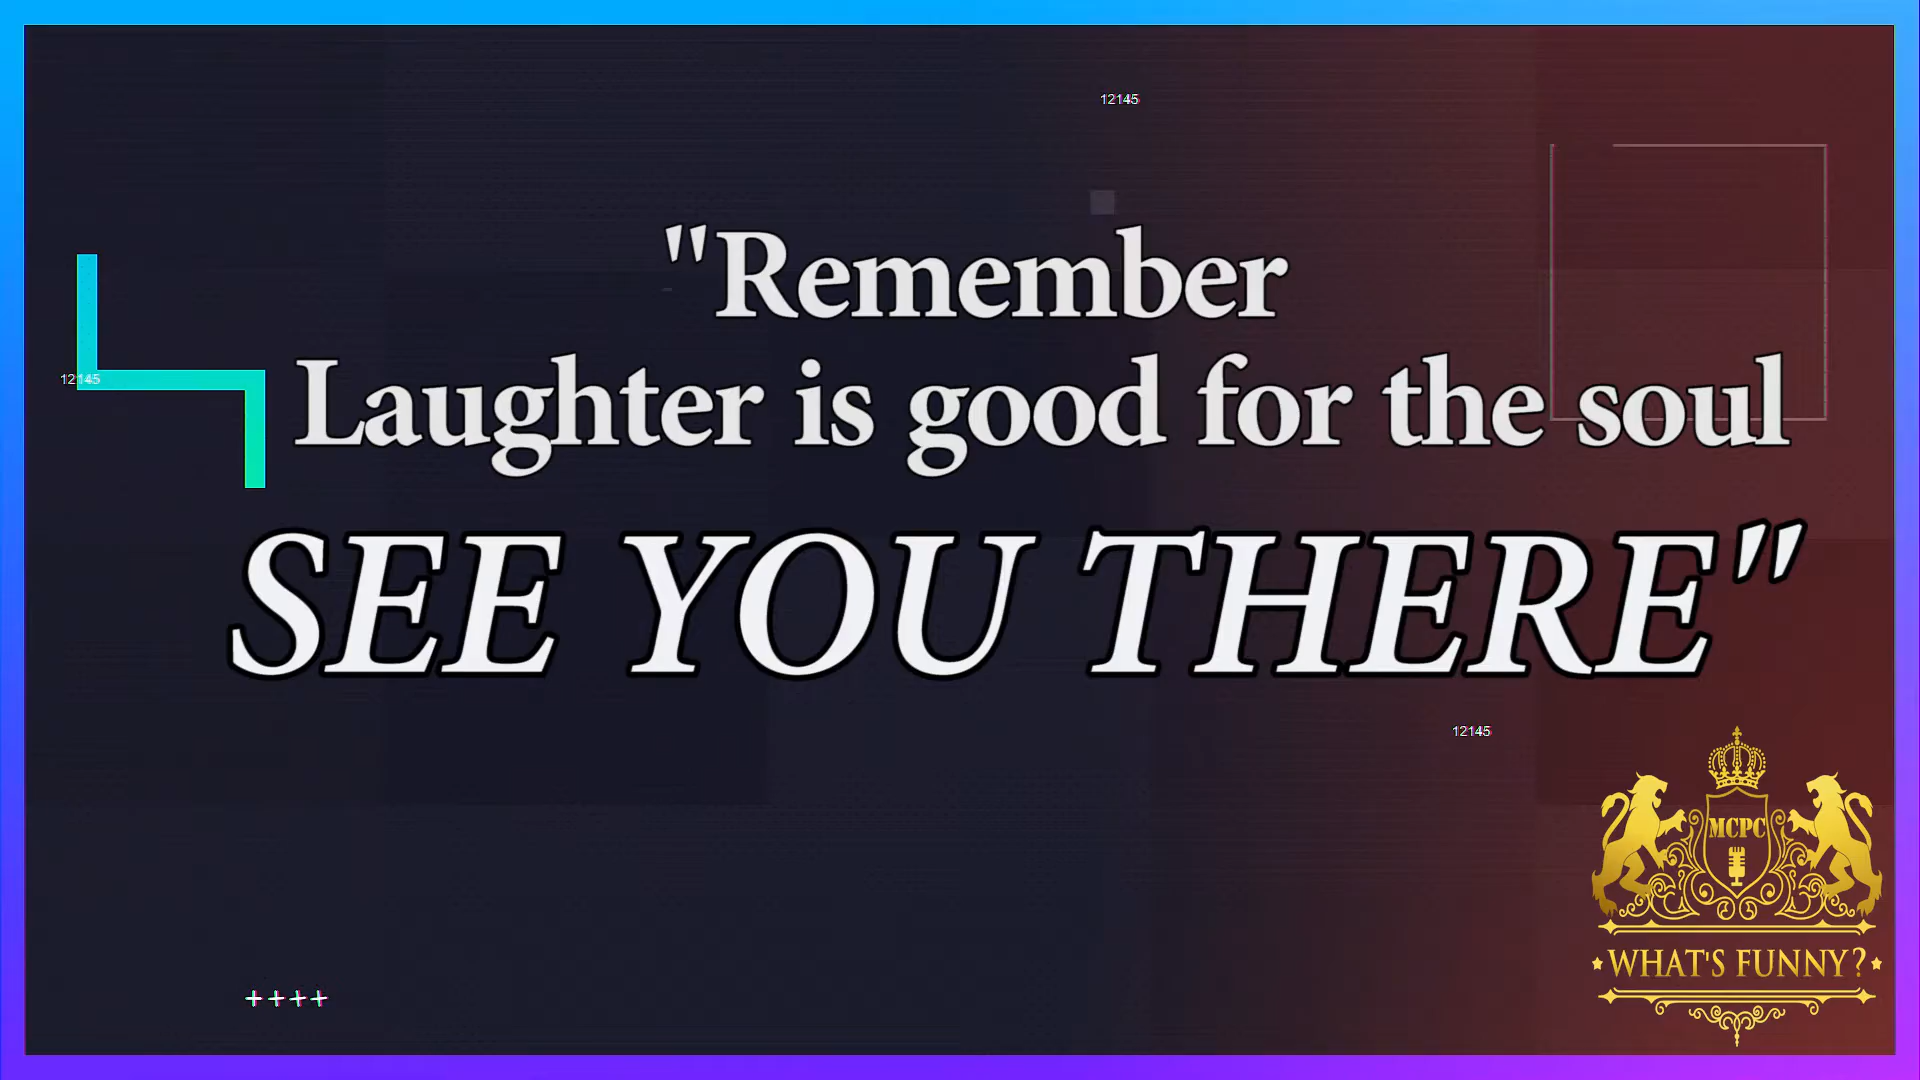 12145
"Remember
Laughter is good for the soul
12145
SEE YOU THERE"
12145
MCPC
WHAT'S FUNNY?
++++